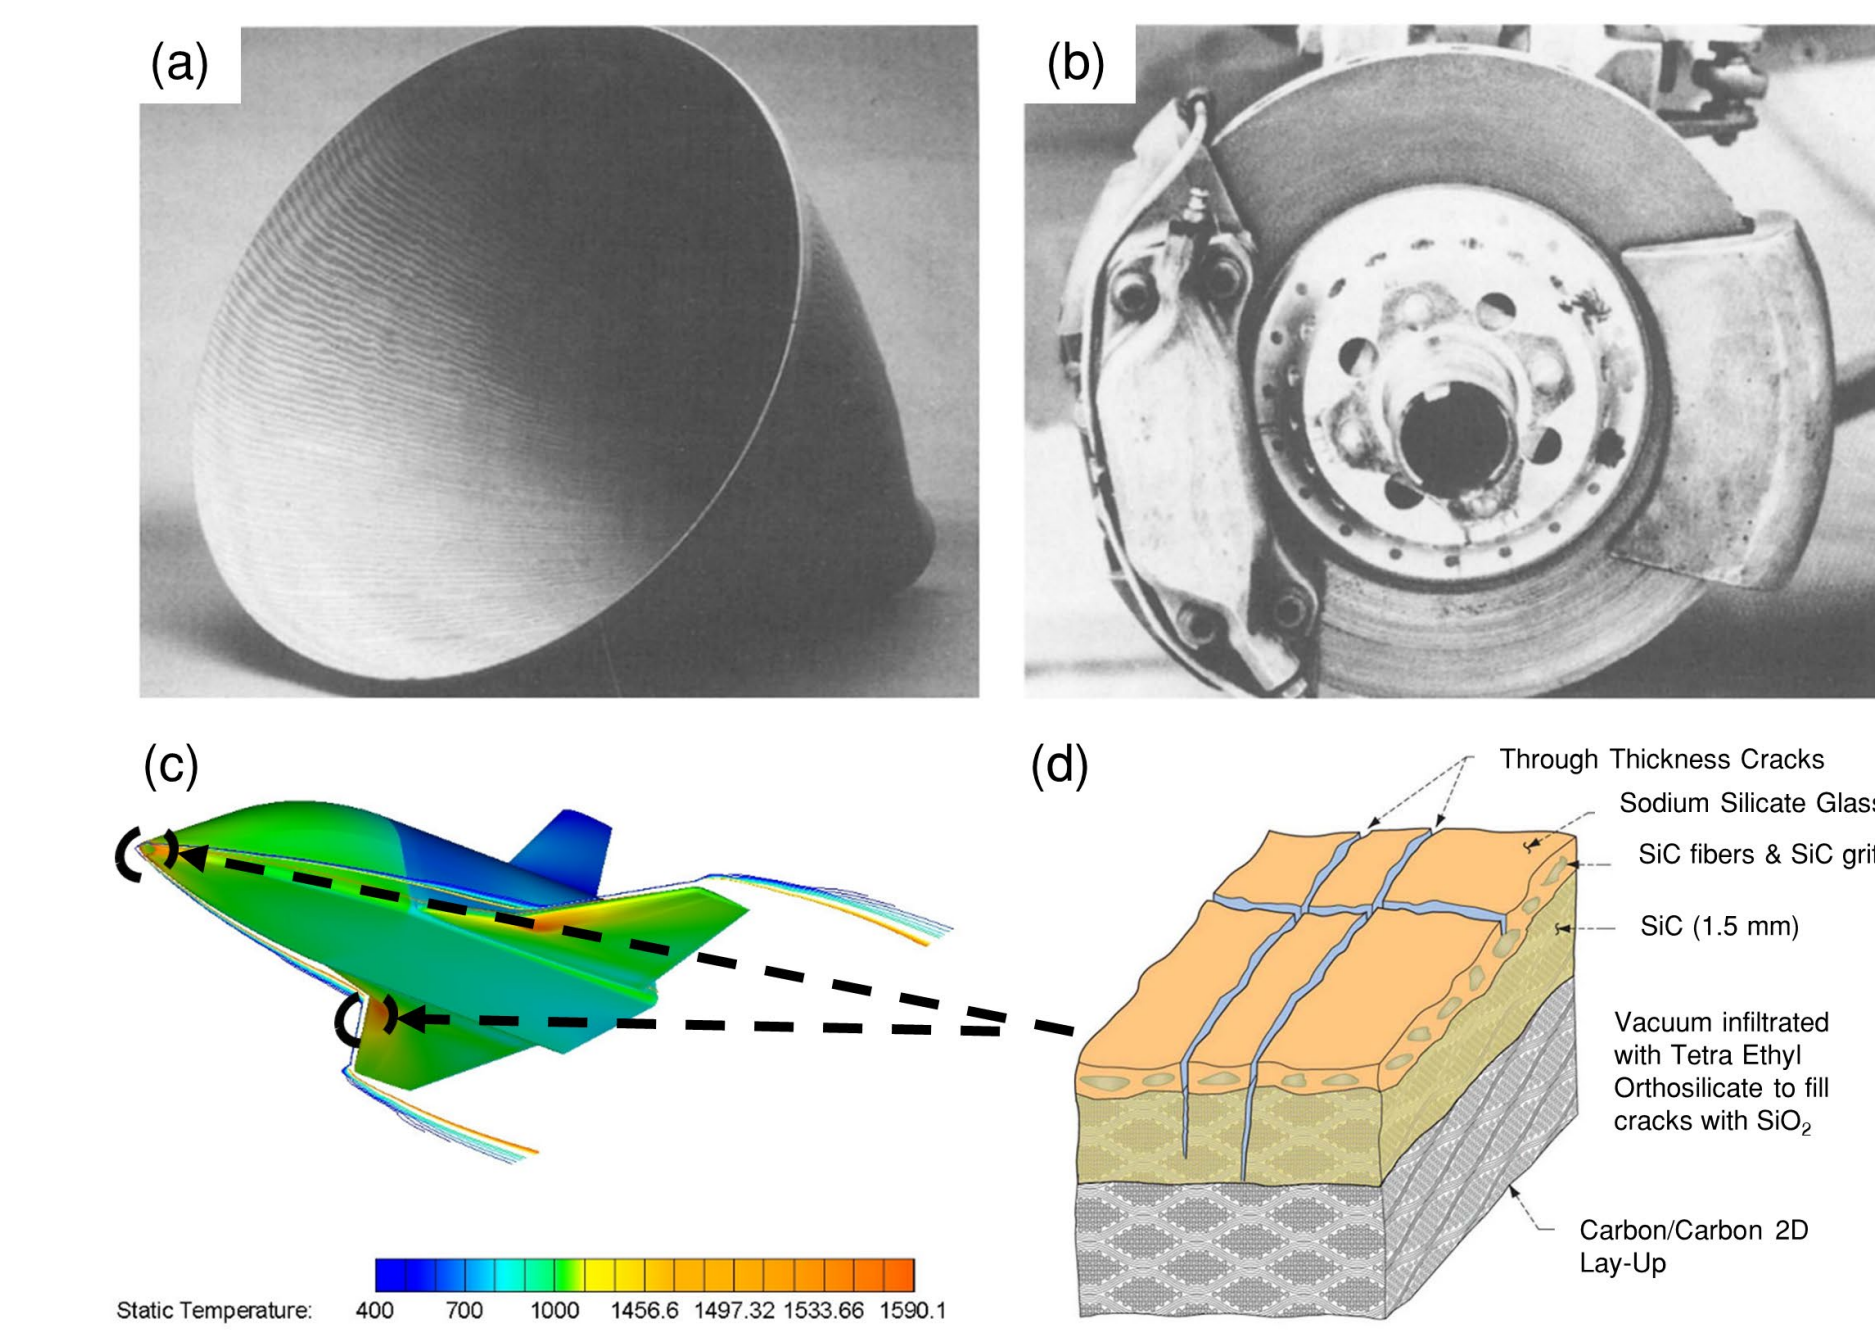 (a)
(b)
(c)
(d)
Through Thickness Cracks
Sodium Silicate Glas
SiC fibers & SiC gri
SiC (1.5 mm)
Vacuum infiltrated
with Tetra Ethyl
Orthosilicate to fill
cracks with SiO₂
Carbon/Carbon 2D
Lay-Up
Static Temperature: 400 700 1000 1456.6 1497.32 1533.66 1590.1